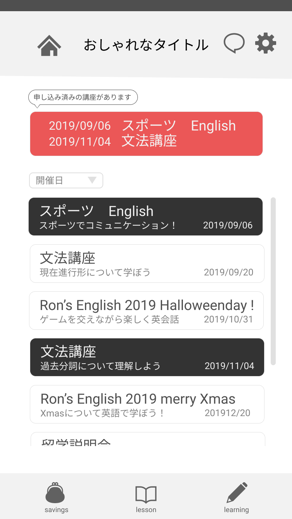 おしゃれなタイトル
申し込み済みの講座があります
2019/09/06 スポーツ English
2019/11/04 文法講座
開催日
スポーツ English
スポーツでコミュニケーション！ 2019/09/06
文法講座
現在進行形について学ぼう 2019/09/20
Ron's English 2019 Halloweenday !
ゲームを交えながら楽しく英会話 2019/10/31
文法講座
過去分詞について理解しよう 2019/11/04
Ron's English 2019 merry Xmas
Xmasについて英語で学ぼう！ 201912/20
留学説明会
savings lesson learning